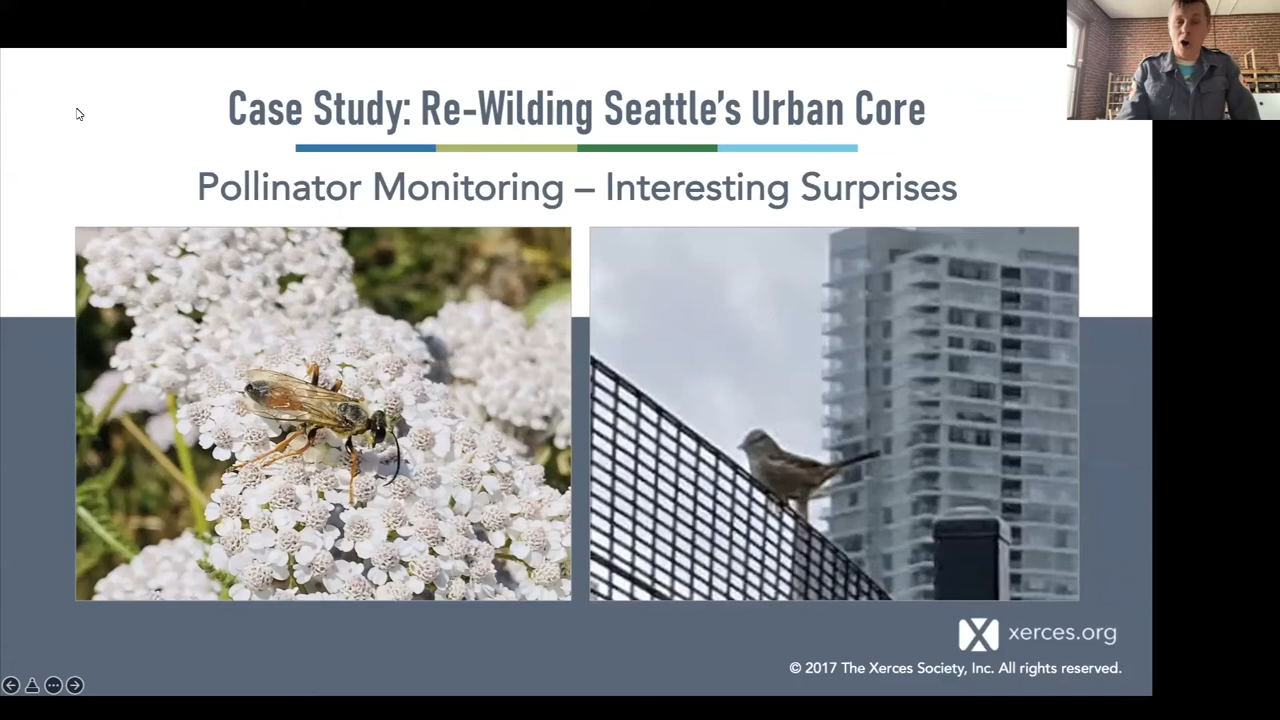 Case Study: Re-Wilding Seattle's Urban Core
Pollinator Monitoring – Interesting Surprises
xerces.org
© 2017 The Xerces Society, Inc. All rights reserved.